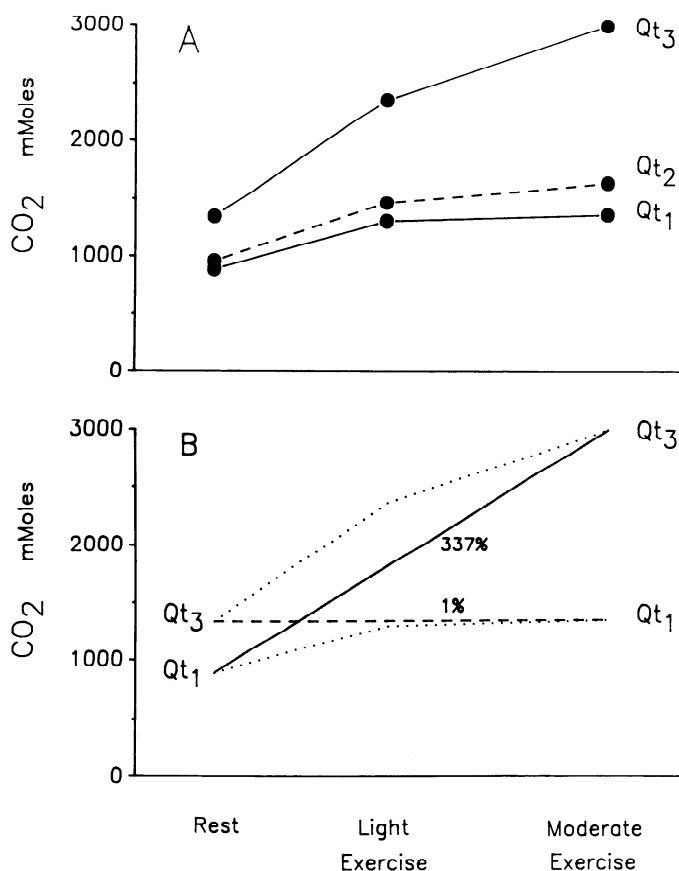 A
3000
2000
1000
0
CO2 mMoles
Qt3
Qt2
Qt1
B
3000
2000
1000
0
CO2 mMoles
Qt3
Qt1
337%
1%
Qt3
Qt1
Rest
Light
Exercise
Moderate
Exercise